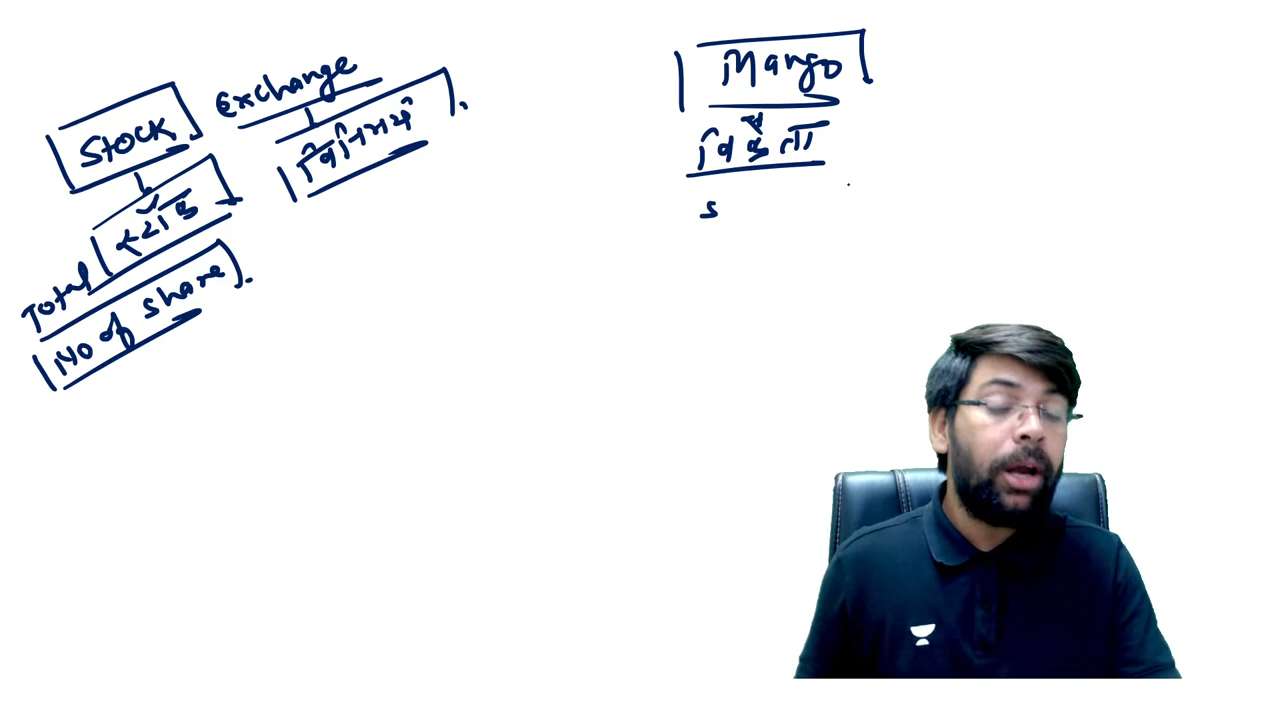 Stock Exchange
स्टॉक विनिमय
Total
No of share
Mango
विक्रेता
s